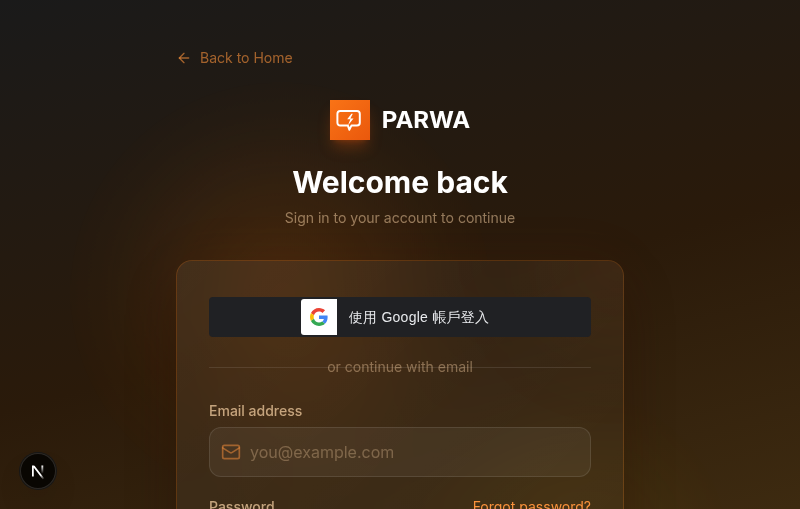 Back to Home
PARWA
Welcome back
Sign in to your account to continue
使用 Google 帳戶登入
or continue with email
Email address
you@example.com
Password
Forgot password?